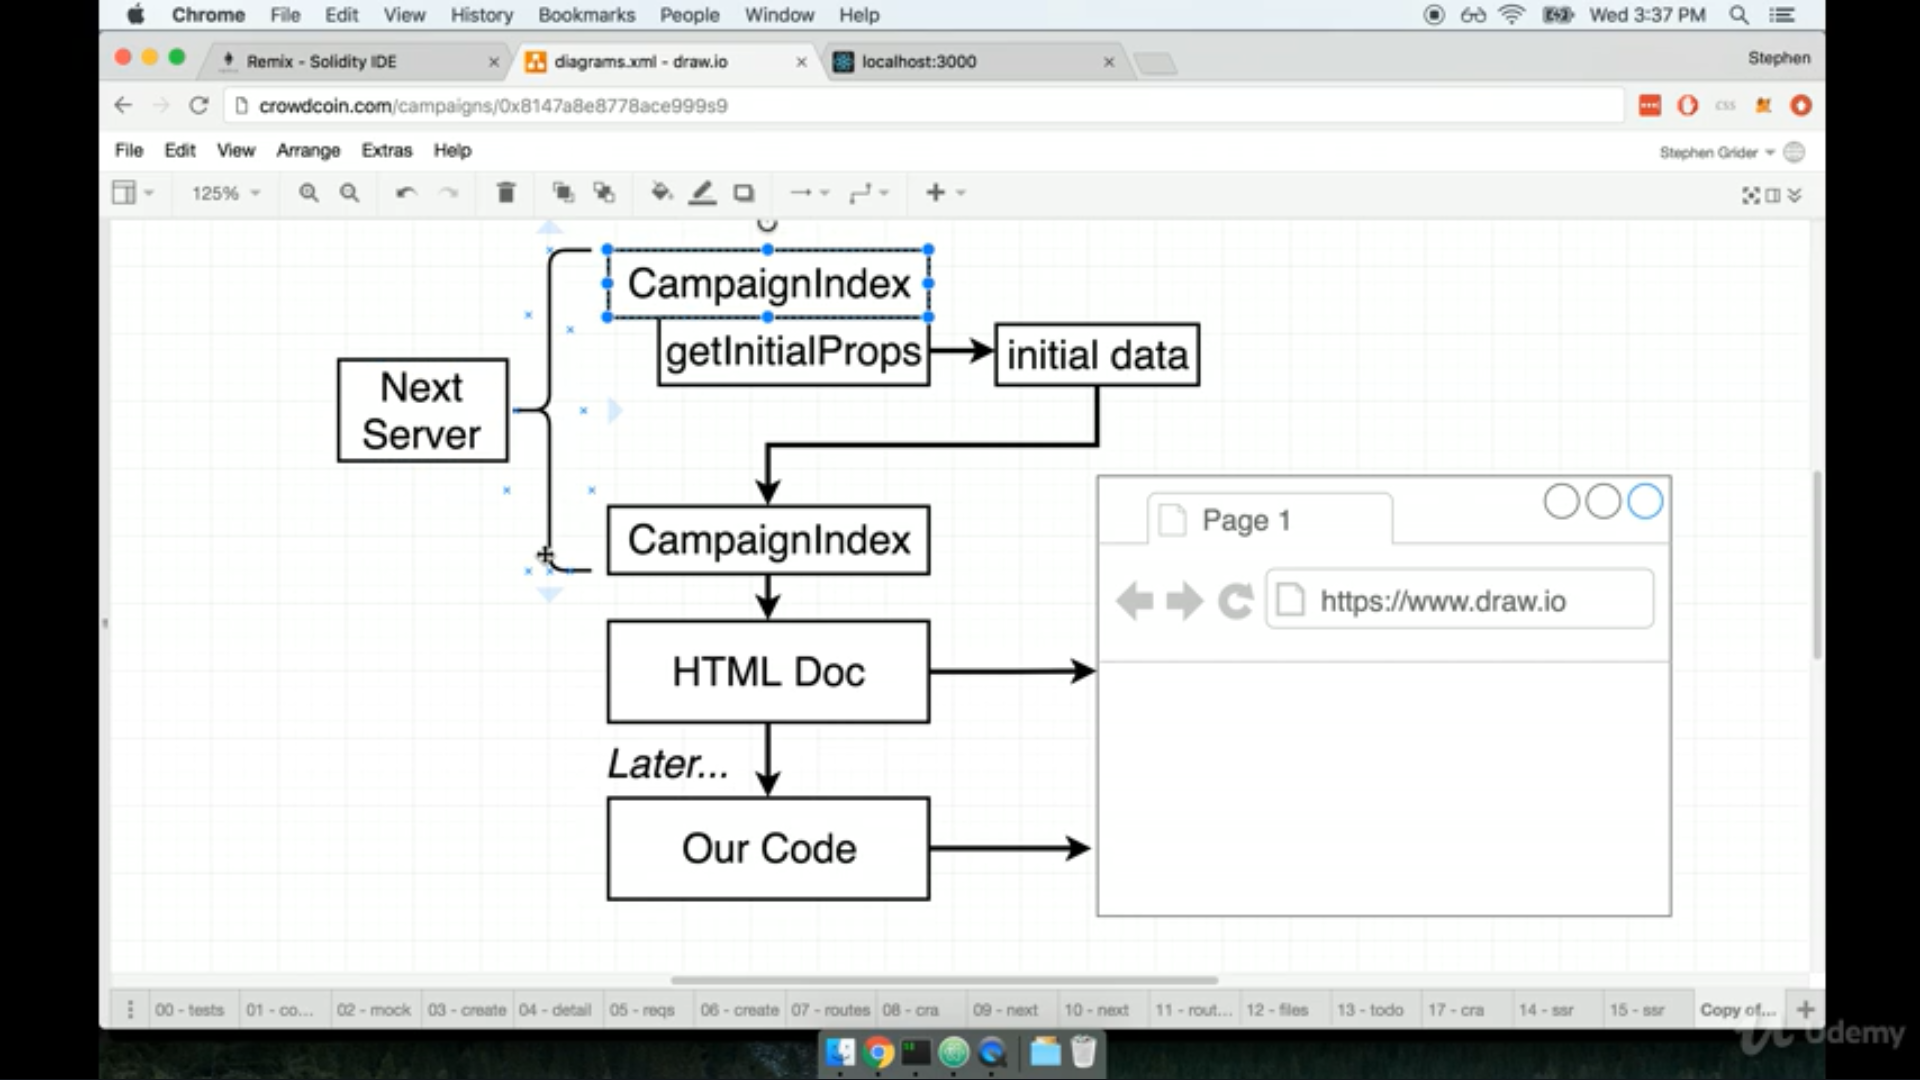 Chrome File Edit View History Bookmarks People Window Help Wed 3:37 PM
Remix - Solidity IDE diagrams.xml - draw.io localhost:3000 Stephen
crowdcoin.com/campaigns/0x8147a8e8778ace999s9 CSS
File Edit View Arrange Extras Help Stephen Grider
125%
CampaignIndex
getInitialProps
initial data
Next
Server
CampaignIndex
Page 1
https://www.draw.io
HTML Doc
Later...
Our Code
00 - tests 01 - co... 02 - mock 03 - create 04 - detail 05 - reqs 06 - create 07 - routes 08 - cra 09 - next 10 - next 11 - rout... 12 - files 13 - todo 17 - cra 14 - ssr 15 - ssr Copy of...
Udemy